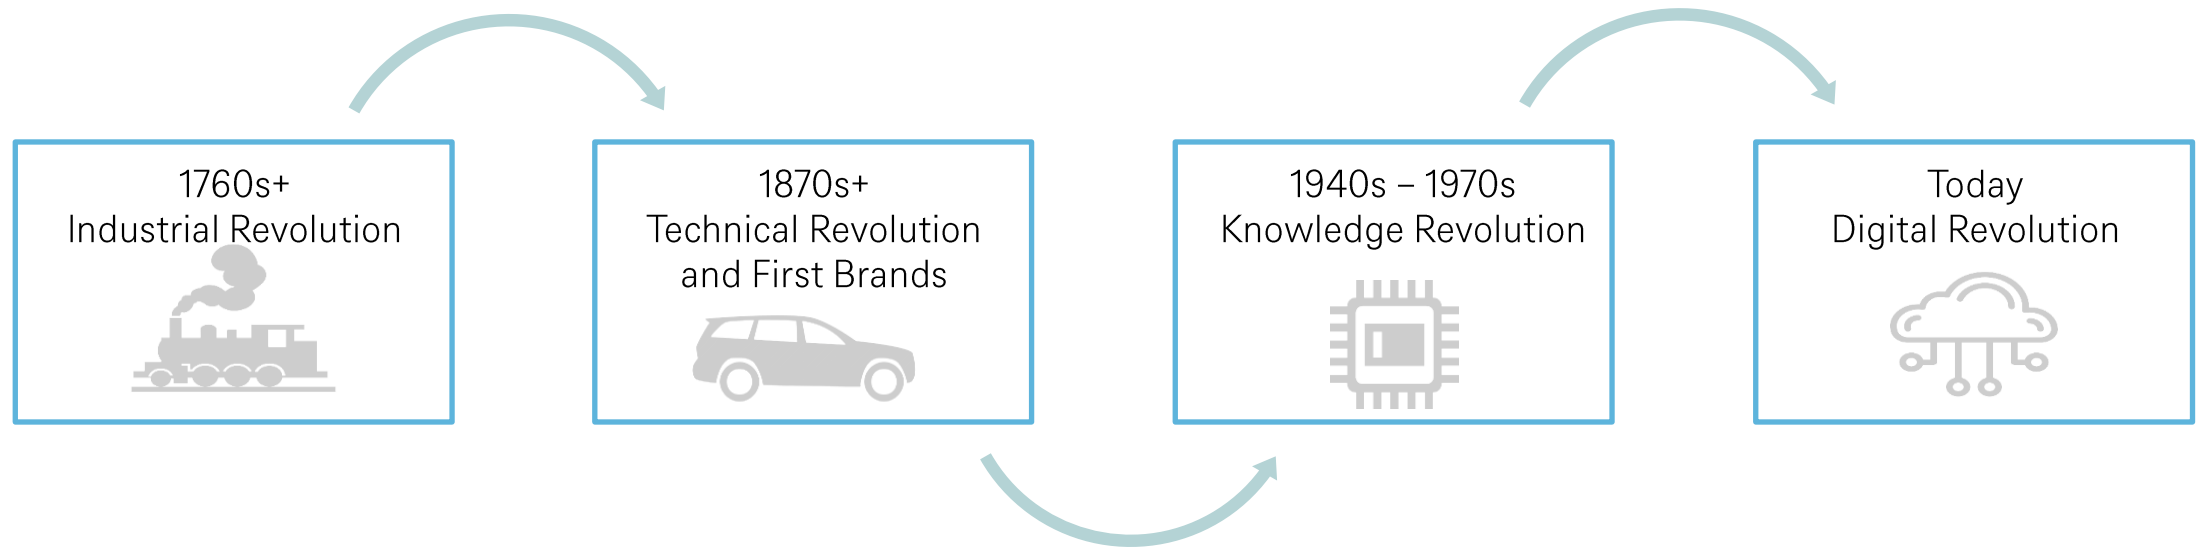 1760s+
Industrial Revolution
1870s+
Technical Revolution
and First Brands
1940s – 1970s
Knowledge Revolution
Today
Digital Revolution